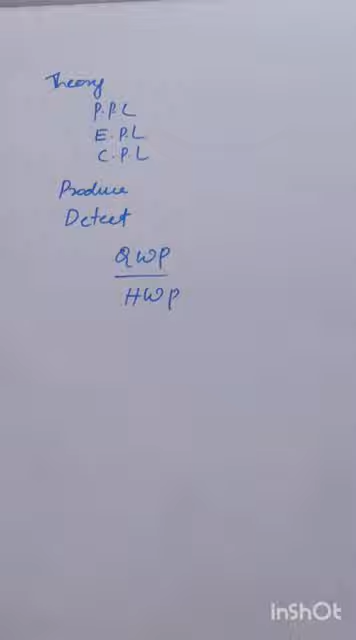 Theory
P.P.L
E.P.L
C.P.L
Produce
Detect
QWP
HWP
InShOt